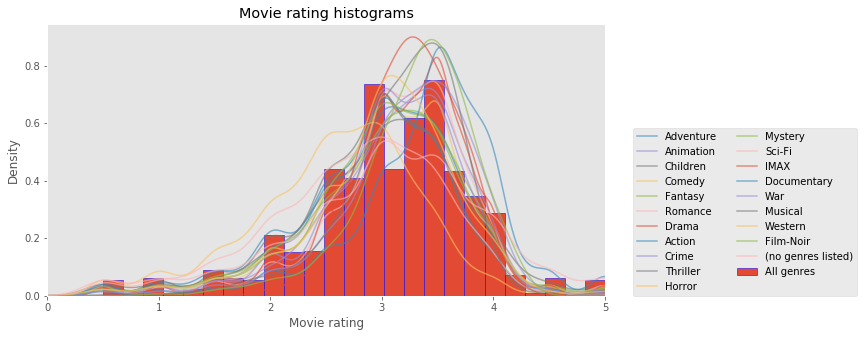 Movie rating histograms
0.8
0.6
0.4
0.2
0.0
Density
0 1 2 3 4 5
Movie rating
Adventure
Animation
Children
Comedy
Fantasy
Romance
Drama
Action
Crime
Thriller
Horror
Mystery
Sci-Fi
IMAX
Documentary
War
Musical
Western
Film-Noir
(no genres listed)
All genres